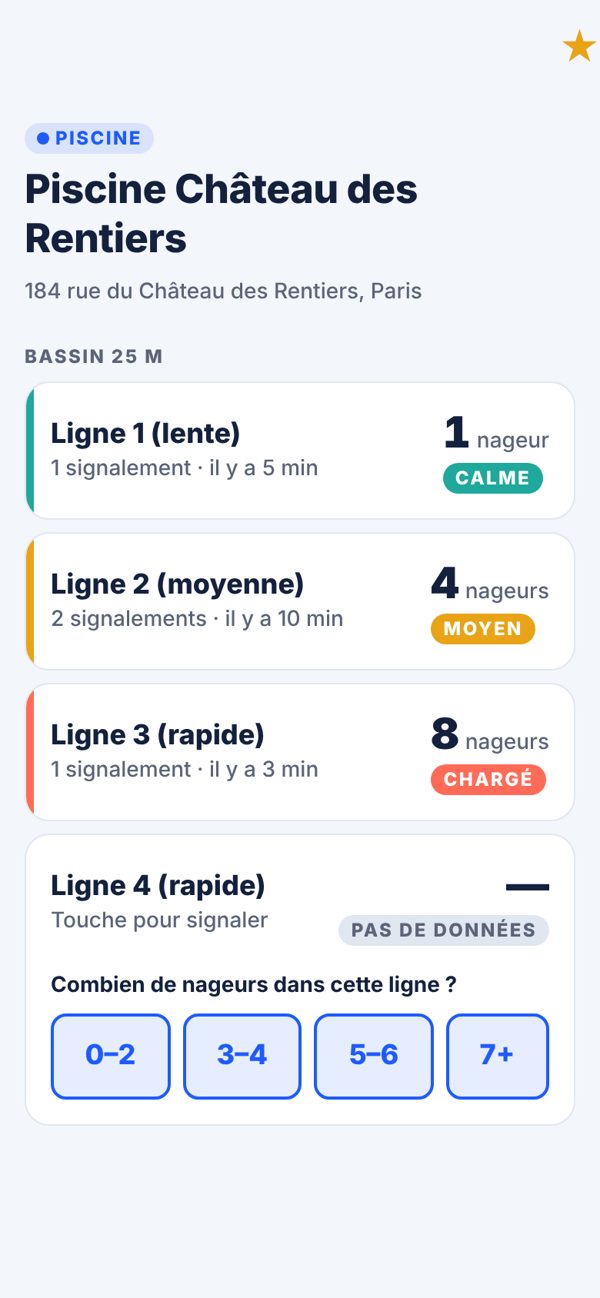 PISCINE
Piscine Château des
Rentiers
184 rue du Château des Rentiers, Paris
BASSIN 25 M
Ligne 1 (lente)
1 signalement · il y a 5 min
1 nageur
CALME
Ligne 2 (moyenne)
2 signalements · il y a 10 min
4 nageurs
MOYEN
Ligne 3 (rapide)
1 signalement · il y a 3 min
8 nageurs
CHARGÉ
Ligne 4 (rapide)
Touche pour signaler
—
PAS DE DONNÉES
Combien de nageurs dans cette ligne ?
0–2 3–4 5–6 7+